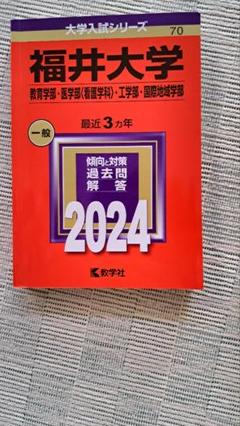 大学入試シリーズ
70
福井大学
教育学部・医学部〈看護学科〉・工学部・国際地域学部
一般
最近3カ年
傾向と対策
過去問
解答
2024
教学社